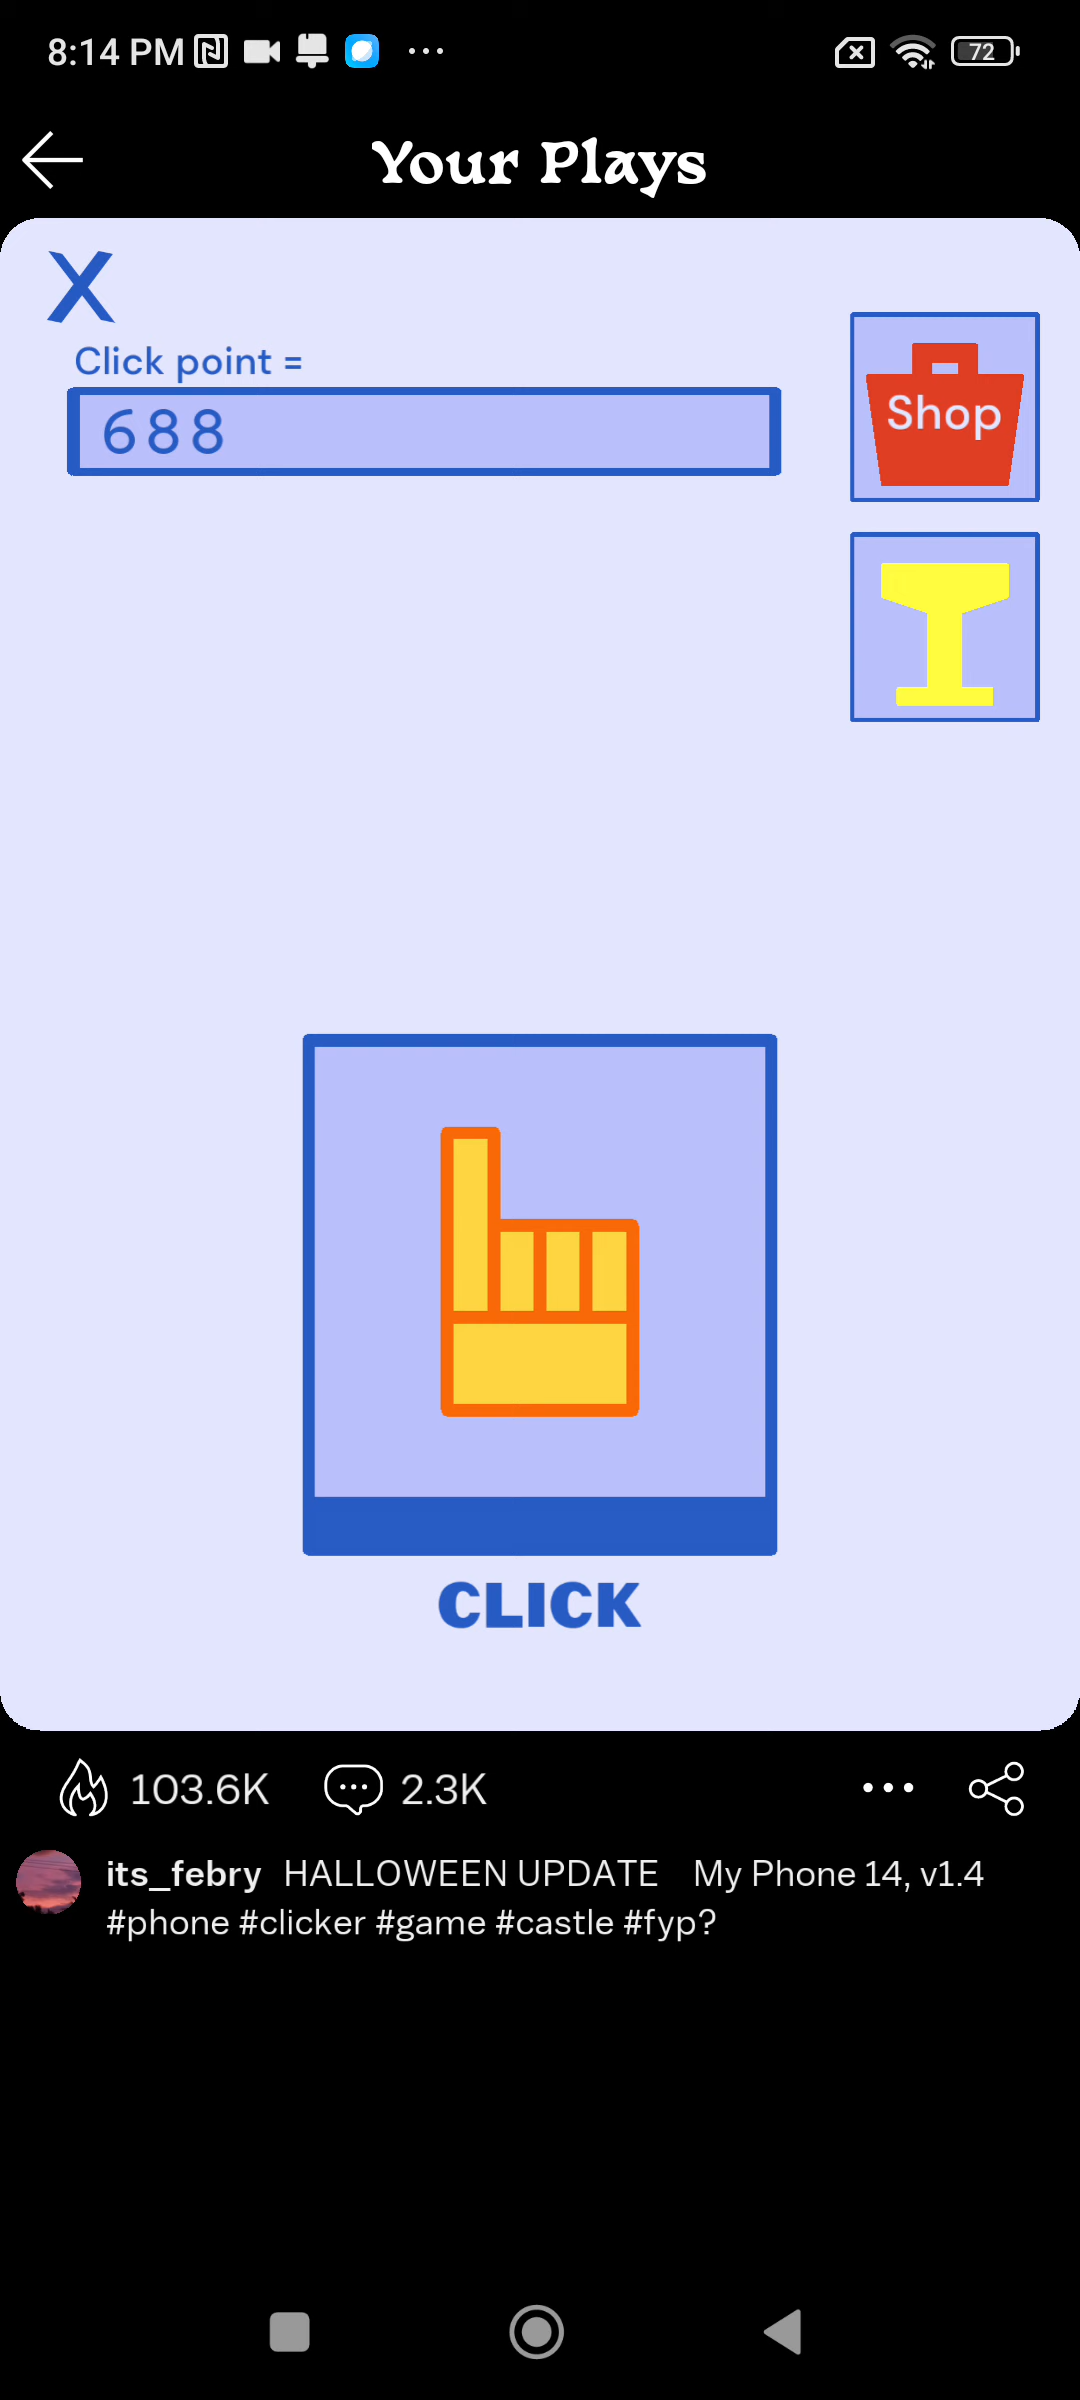 8:14 PM
72
Your Plays
X
Click point =
688
Shop
CLICK
103.6K
2.3K
its_febry HALLOWEEN UPDATE My Phone 14, v1.4
#phone #clicker #game #castle #fyp?